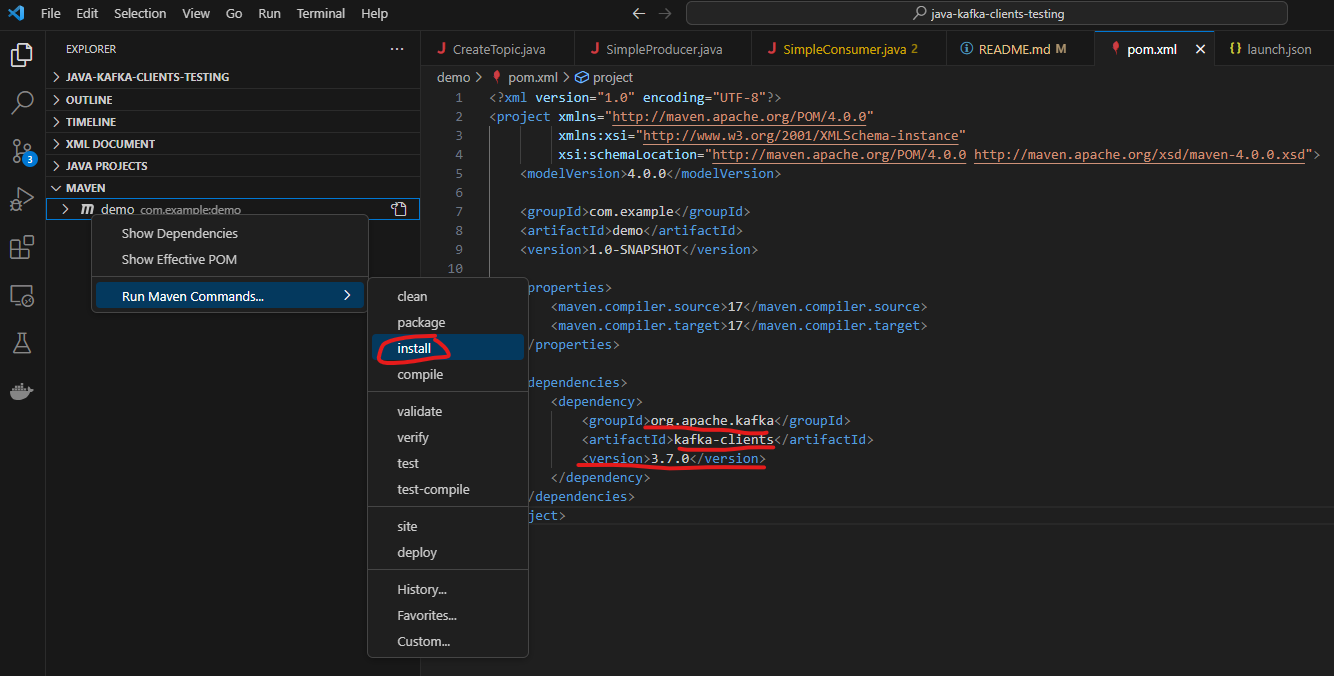 File Edit Selection View Go Run Terminal Help
java-kafka-clients-testing
EXPLORER
JAVA-KAFKA-CLIENTS-TESTING
OUTLINE
TIMELINE
XML DOCUMENT
JAVA PROJECTS
MAVEN
demo com.example:demo
3
Show Dependencies
Show Effective POM
Run Maven Commands...
clean
package
install
compile
validate
verify
test
test-compile
site
deploy
History...
Favorites...
Custom...
CreateTopic.java SimpleProducer.java SimpleConsumer.java 2 README.md M pom.xml launch.json
demo > pom.xml > project
1 <?xml version="1.0" encoding="UTF-8"?>
2 <project xmlns="http://maven.apache.org/POM/4.0.0"
3 xmlns:xsi="http://www.w3.org/2001/XMLSchema-instance"
4 xsi:schemaLocation="http://maven.apache.org/POM/4.0.0 http://maven.apache.org/xsd/maven-4.0.0.xsd">
5 <modelVersion>4.0.0</modelVersion>
6
7 <groupId>com.example</groupId>
8 <artifactId>demo</artifactId>
9 <version>1.0-SNAPSHOT</version>
10
properties>
<maven.compiler.source>17</maven.compiler.source>
<maven.compiler.target>17</maven.compiler.target>
/properties>
dependencies>
<dependency>
<groupId>org.apache.kafka</groupId>
<artifactId>kafka-clients</artifactId>
<version>3.7.0</version>
</dependency>
/dependencies>
ject>